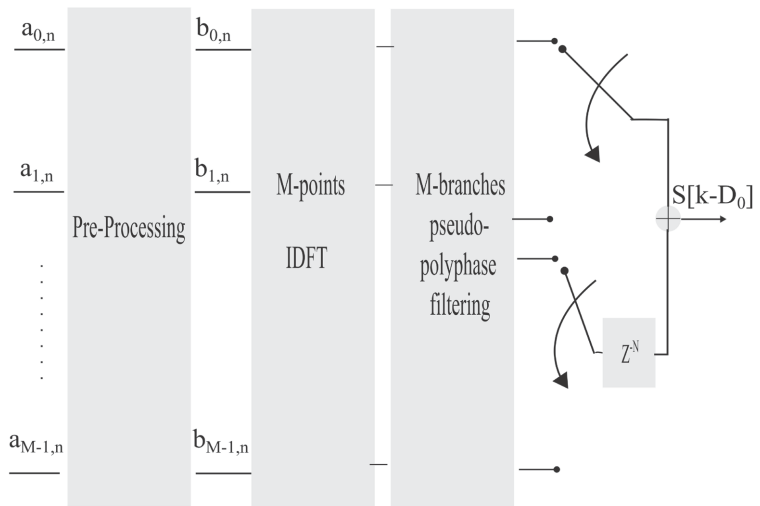 a0,n
b0,n
a1,n
b1,n
M-points
IDFT
M-branches
pseudo-
polyphase
filtering
Pre-Processing
S[k-D0]
Z-N
aM-1,n
bM-1,n